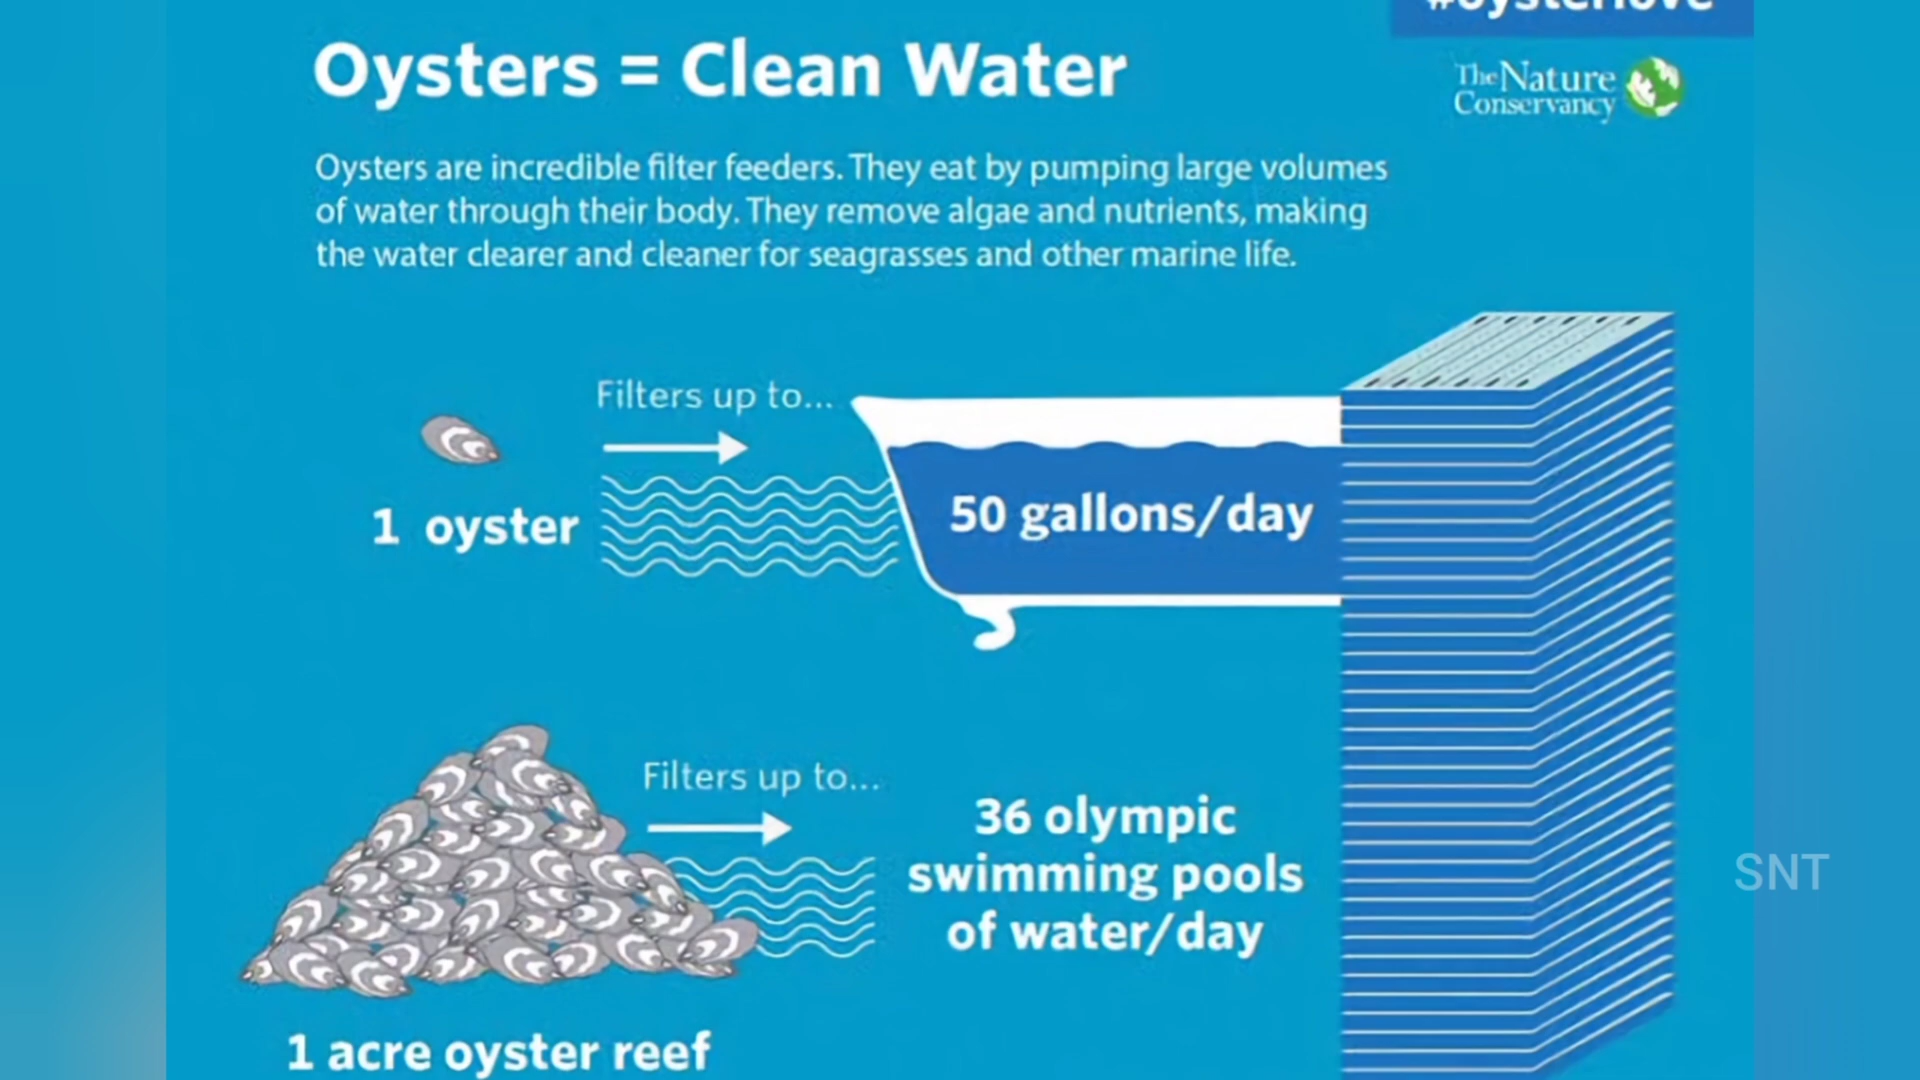 #oysterlove
Oysters = Clean Water
The Nature
Conservancy
Oysters are incredible filter feeders. They eat by pumping large volumes
of water through their body. They remove algae and nutrients, making
the water clearer and cleaner for seagrasses and other marine life.
Filters up to...
1 oyster
50 gallons/day
Filters up to...
36 olympic
swimming pools
of water/day
1 acre oyster reef
SNT